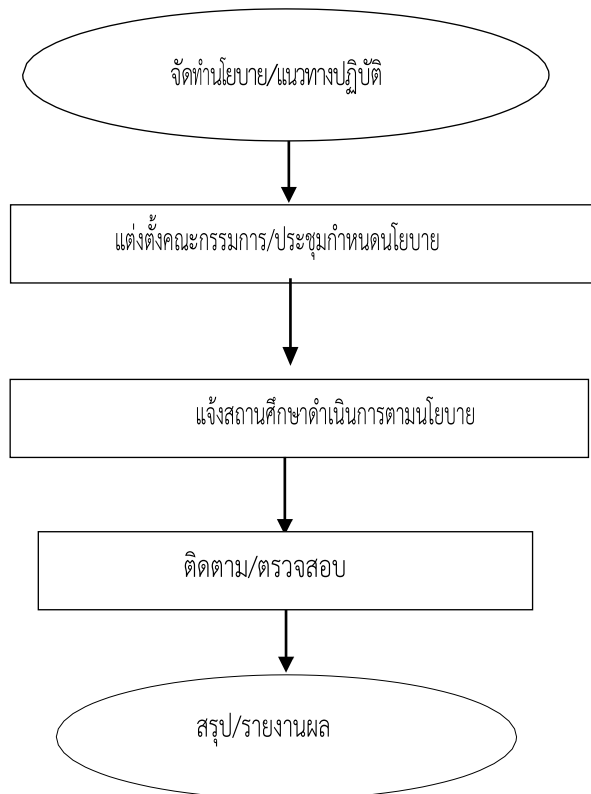 จัดทำนโยบาย/แนวทางปฏิบัติ
แต่งตั้งคณะกรรมการ/ประชุมกำหนดนโยบาย
แจ้งสถานศึกษาดำเนินการตามนโยบาย
ติดตาม/ตรวจสอบ
สรุป/รายงานผล